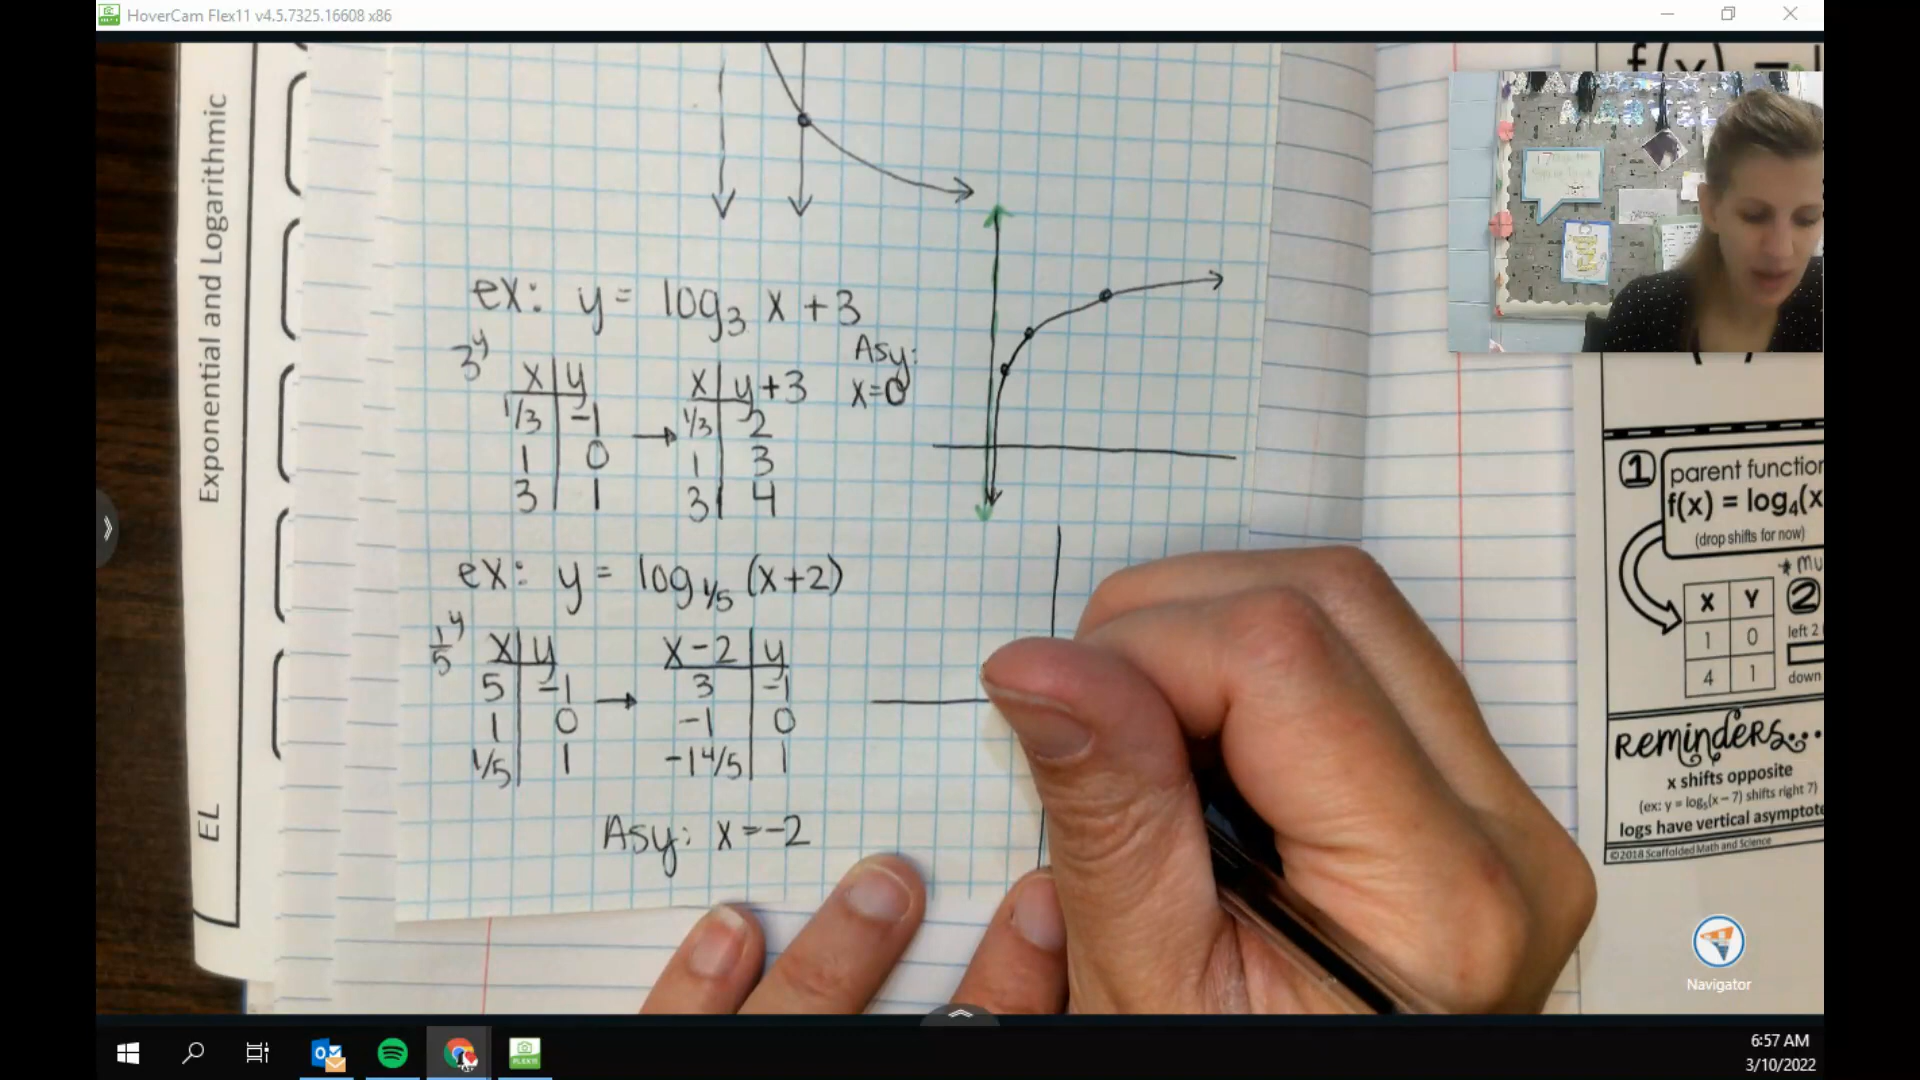 HoverCam Flex11 v4.5.7325.16608 x86
Exponential and Logarithmic
EL
ex: y = log₃ x + 3
3^y
x | y
1/3 | -1
1 | 0
3 | 1
→
x | y+3
1/3 | 2
1 | 3
3 | 4
Asy:
x=0
ex: y = log₁/₅ (x+2)
1/5^y
x | y
5 | -1
1 | 0
1/5 | 1
→
x-2 | y
3 | -1
-1 | 0
-1 4/5 | 1
Asy: x=-2
1 parent function
f(x) = log₄(x
(drop shifts for now)
X Y
1 0
4 1
2
left 2
down
REMINDERS...
x shifts opposite
(ex: y = log₅(x – 7) shifts right 7)
logs have vertical asymptote
©2018 Scaffolded Math and Science
Navigator
FLEX11
6:57 AM
3/10/2022